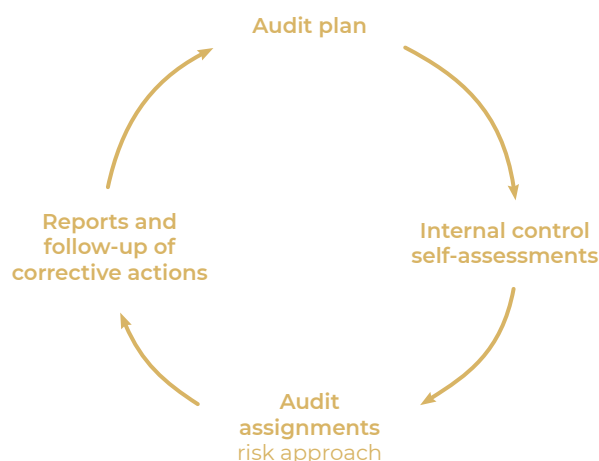 Audit plan
Internal control
self-assessments
Audit
assignments
risk approach
Reports and
follow-up of
corrective actions